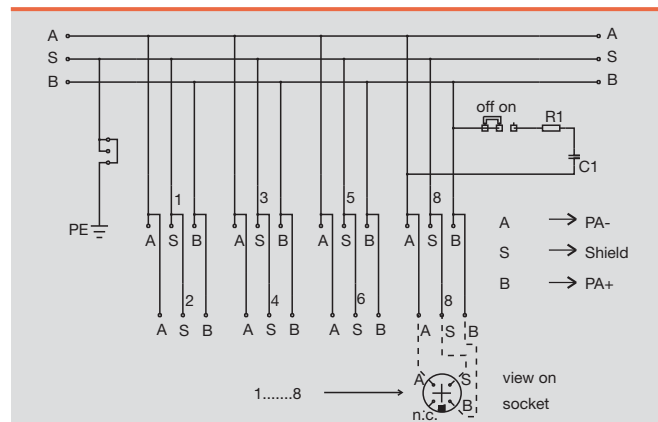 A A
S S
B B
off on
R1
C1
1 3 5 8
PE
A S B A S B A S B A S B
A → PA-
S → Shield
B → PA+
2 4 6 8
A S B A S B A S B A S B
A S
view on
1.......8
B socket
n.c.